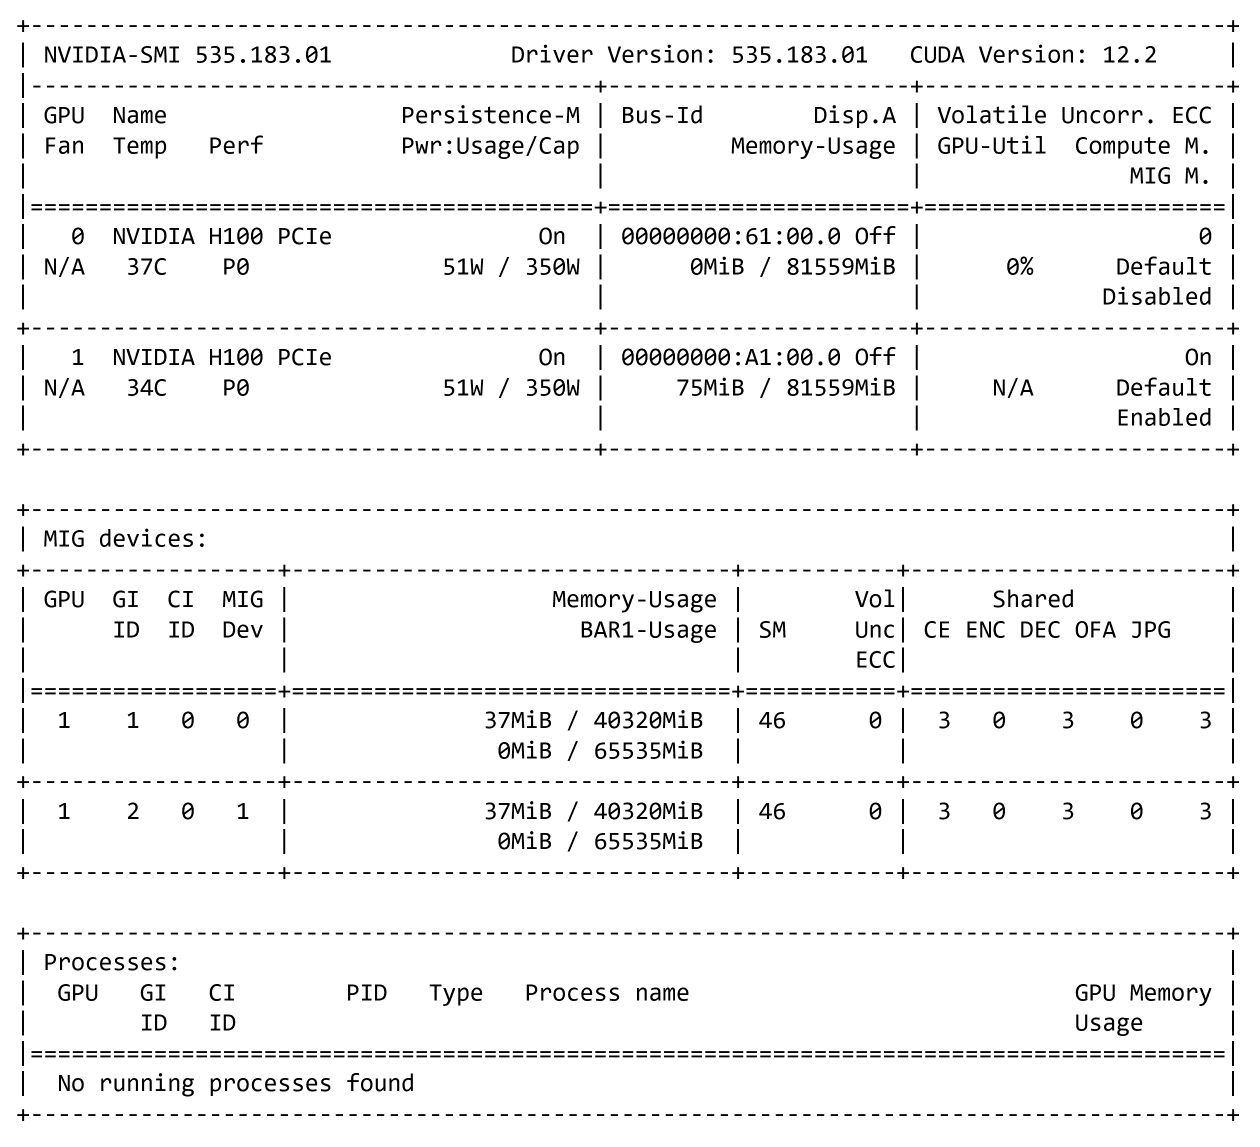 +---------------------------------------------------------------------------------------+
| NVIDIA-SMI 535.183.01             Driver Version: 535.183.01   CUDA Version: 12.2     |
|-----------------------------------------+----------------------+----------------------+
| GPU  Name                 Persistence-M | Bus-Id        Disp.A | Volatile Uncorr. ECC |
| Fan  Temp   Perf          Pwr:Usage/Cap |         Memory-Usage | GPU-Util  Compute M. |
|                                         |                      |               MIG M. |
|=========================================+======================+======================|
|   0  NVIDIA H100 PCIe               On  | 00000000:61:00.0 Off |                    0 |
| N/A   37C    P0              51W / 350W |      0MiB / 81559MiB |      0%      Default |
|                                         |                      |             Disabled |
+-----------------------------------------+----------------------+----------------------+
|   1  NVIDIA H100 PCIe               On  | 00000000:A1:00.0 Off |                   On |
| N/A   34C    P0              51W / 350W |     75MiB / 81559MiB |     N/A      Default |
|                                         |                      |              Enabled |
+-----------------------------------------+----------------------+----------------------+

+---------------------------------------------------------------------------------------+
| MIG devices:                                                                          |
+------------------+--------------------------------+-----------+-----------------------+
| GPU  GI  CI  MIG |                   Memory-Usage |        Vol|      Shared           |
|      ID  ID  Dev |                     BAR1-Usage | SM     Unc| CE ENC DEC OFA JPG    |
|                  |                                |        ECC|                       |
|==================+================================+===========+=======================|
|  1    1   0   0  |              37MiB / 40320MiB  | 46      0 |  3   0   3    0    3 |
|                  |               0MiB / 65535MiB  |           |                       |
+------------------+--------------------------------+-----------+-----------------------+
|  1    2   0   1  |              37MiB / 40320MiB  | 46      0 |  3   0   3    0    3 |
|                  |               0MiB / 65535MiB  |           |                       |
+------------------+--------------------------------+-----------+-----------------------+

+---------------------------------------------------------------------------------------+
| Processes:                                                                            |
|  GPU   GI   CI        PID   Type   Process name                            GPU Memory |
|        ID   ID                                                             Usage      |
|=======================================================================================|
|  No running processes found                                                           |
+---------------------------------------------------------------------------------------+